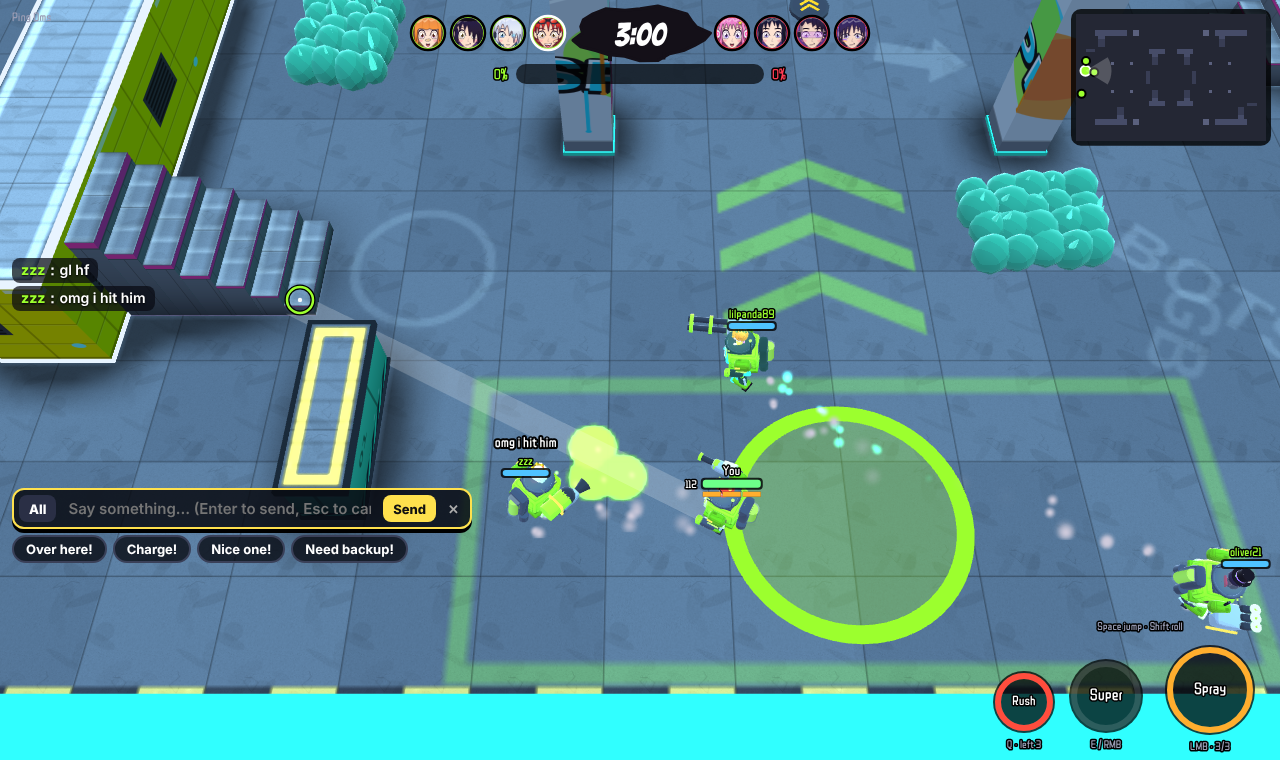 3:00
0%
0%
zzz : gl hf
zzz : omg i hit him
lilpanda89
omg i hit him
zzz
You
112
All
Say something... (Enter to send, Esc to can
Send
×
Over here!
Charge!
Nice one!
Need backup!
oliver21
Space jump · Shift roll
Rush
Super
Spray
Q · left:3
E / RMB
LMB · 3/3